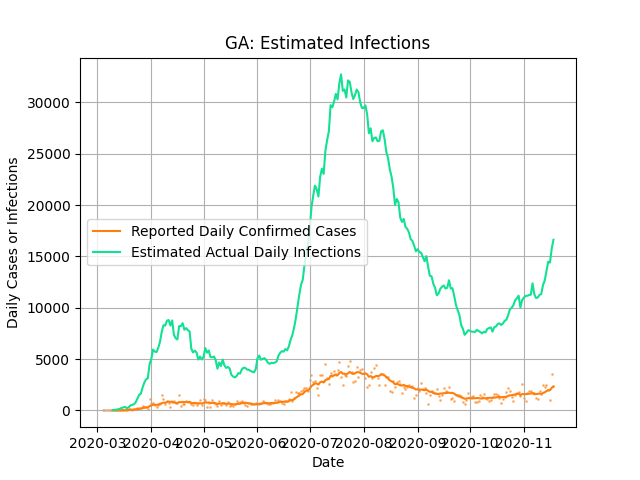 GA: Estimated Infections
Daily Cases or Infections
30000
25000
20000
15000
10000
5000
0
Reported Daily Confirmed Cases
Estimated Actual Daily Infections
2020-03 2020-04 2020-05 2020-06 2020-07 2020-08 2020-09 2020-10 2020-11
Date